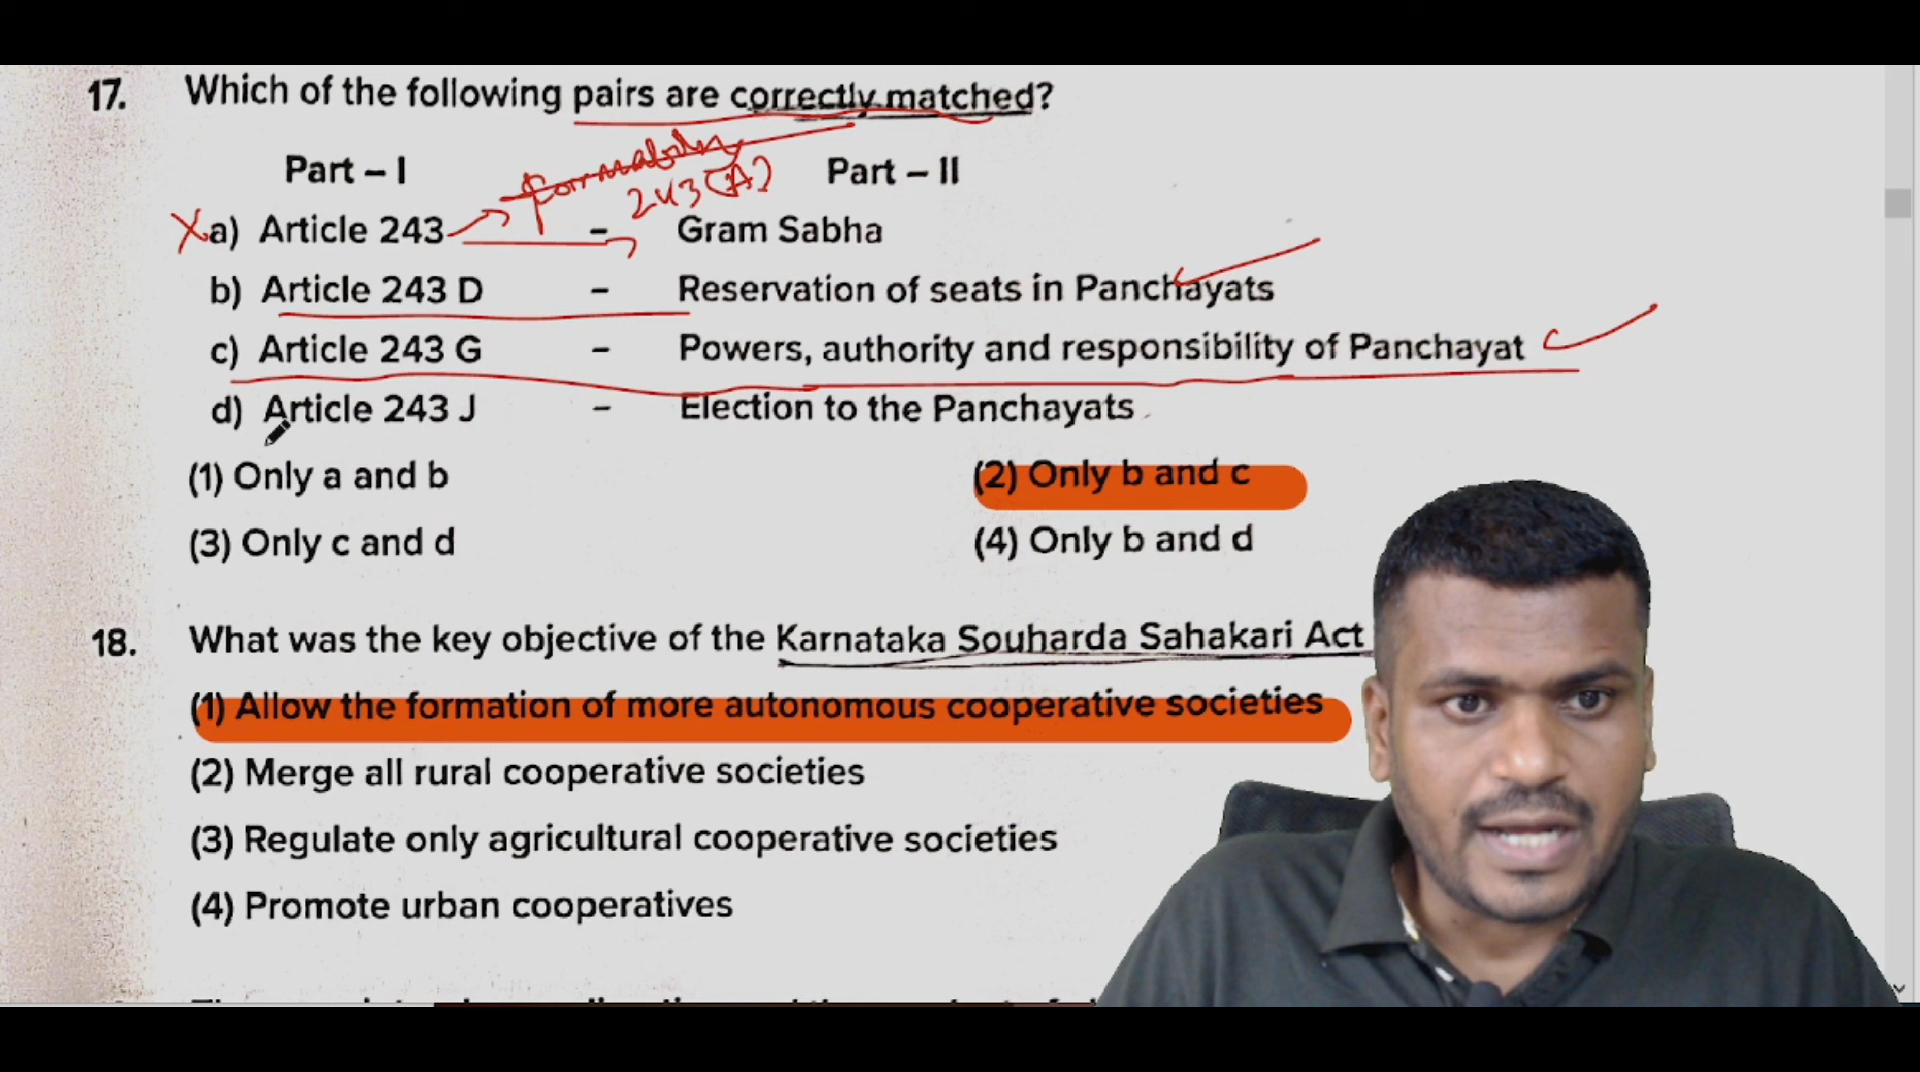 17. Which of the following pairs are correctly matched?
Part – I Part – II
243(A)
X a) Article 243 – Gram Sabha
b) Article 243 D – Reservation of seats in Panchayats
c) Article 243 G – Powers, authority and responsibility of Panchayat
d) Article 243 J – Election to the Panchayats
(1) Only a and b (2) Only b and c
(3) Only c and d (4) Only b and d
18. What was the key objective of the Karnataka Souharda Sahakari Act
(1) Allow the formation of more autonomous cooperative societies
(2) Merge all rural cooperative societies
(3) Regulate only agricultural cooperative societies
(4) Promote urban cooperatives